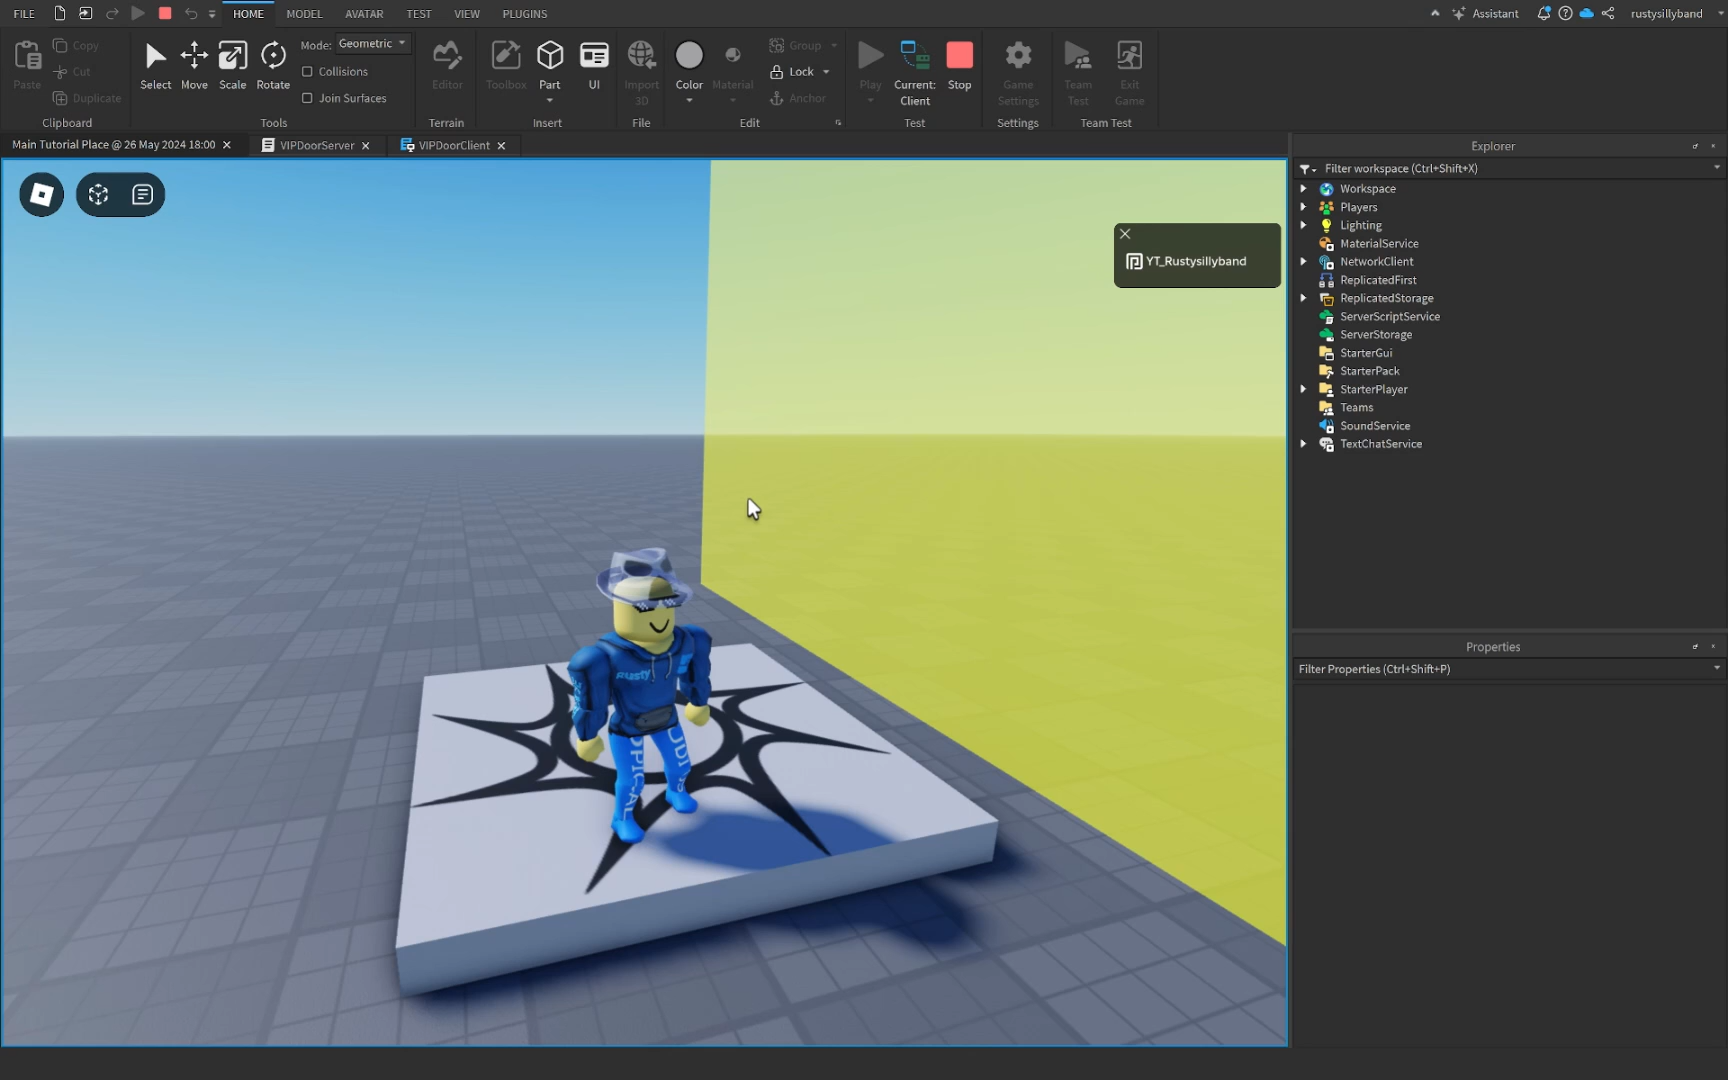 FILE HOME MODEL AVATAR TEST VIEW PLUGINS Assistant rustysillyband
Paste Copy Cut Duplicate
Clipboard
Select Move Scale Rotate
Mode: Geometric
Collisions
Join Surfaces
Tools
Editor
Terrain
Toolbox Part UI
Insert
Import 3D
File
Color Material Group Lock Anchor
Edit
Play Current: Client Stop
Test
Game Settings
Settings
Team Test Exit Game
Team Test
Main Tutorial Place @ 26 May 2024 18:00 VIPDoorServer VIPDoorClient
YT_Rustysillyband
Rusty
Explorer
Filter workspace (Ctrl+Shift+X)
Workspace
Players
Lighting
MaterialService
NetworkClient
ReplicatedFirst
ReplicatedStorage
ServerScriptService
ServerStorage
StarterGui
StarterPack
StarterPlayer
Teams
SoundService
TextChatService
Properties
Filter Properties (Ctrl+Shift+P)